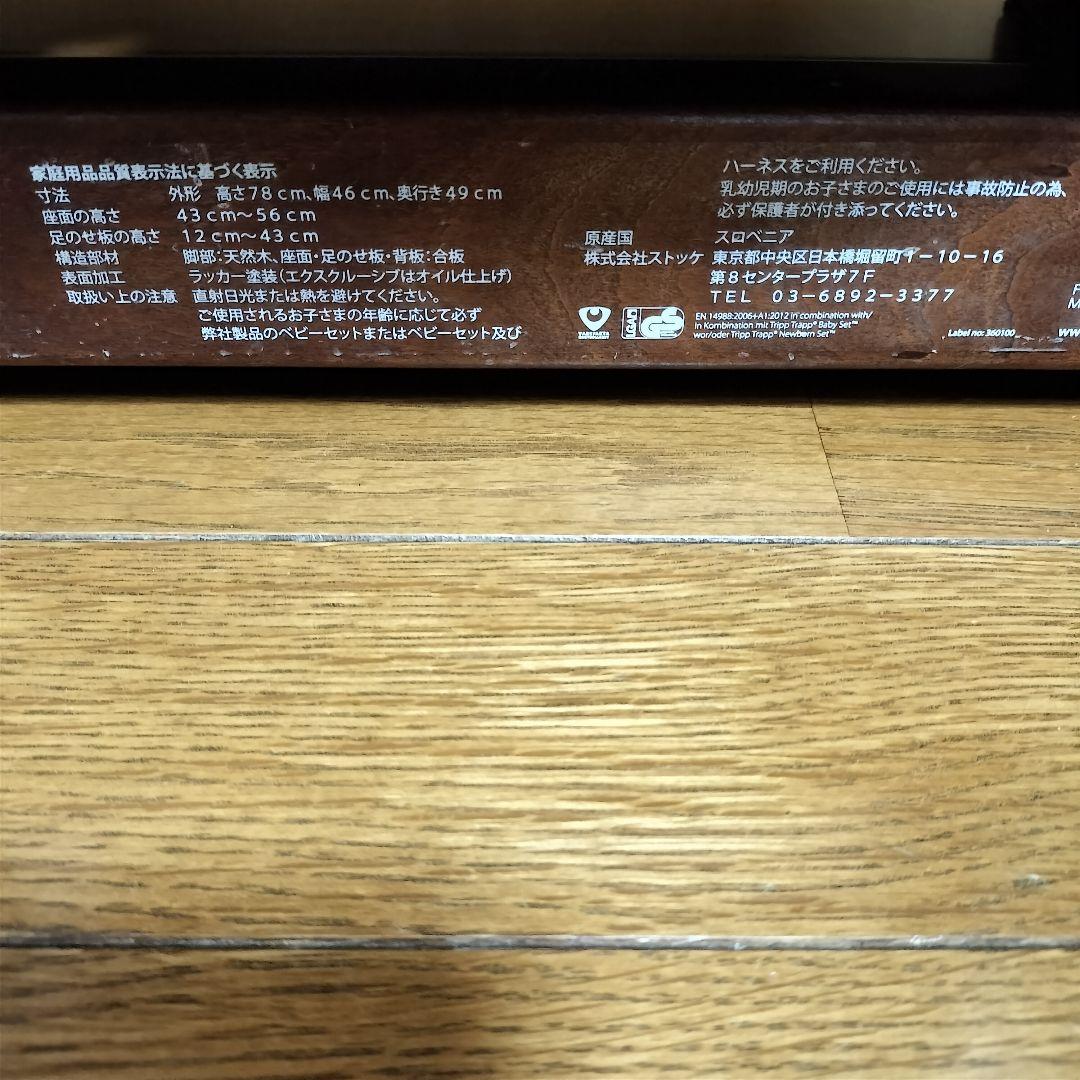 家庭用品品質表示法に基づく表示
寸法 外形 高さ78cm、幅46cm、奥行き49cm
座面の高さ 43cm～56cm
足のせ板の高さ 12cm～43cm
構造部材 脚部:天然木、座面・足のせ板・背板:合板
表面加工 ラッカー塗装(エクスクルーシブはオイル仕上げ)
取扱い上の注意 直射日光または熱を避けてください。
ご使用されるお子さまの年齢に応じて必ず
弊社製品のベビーセットまたはベビーセット及び
ハーネスをご利用ください。
乳幼児期のお子さまのご使用には事故防止の為、
必ず保護者が付き添ってください。
原産国 スロベニア
株式会社ストッケ 東京都中央区日本橋堀留町1-10-16
第8センタープラザ7F
TEL 03-6892-3377
LGA
GS
EN 14988:2006+A1:2012 in combination with/
in Kombination mit Tripp Trapp® Baby Set™
wor/oder Tripp Trapp® Newborn Set™
Label no: 360100